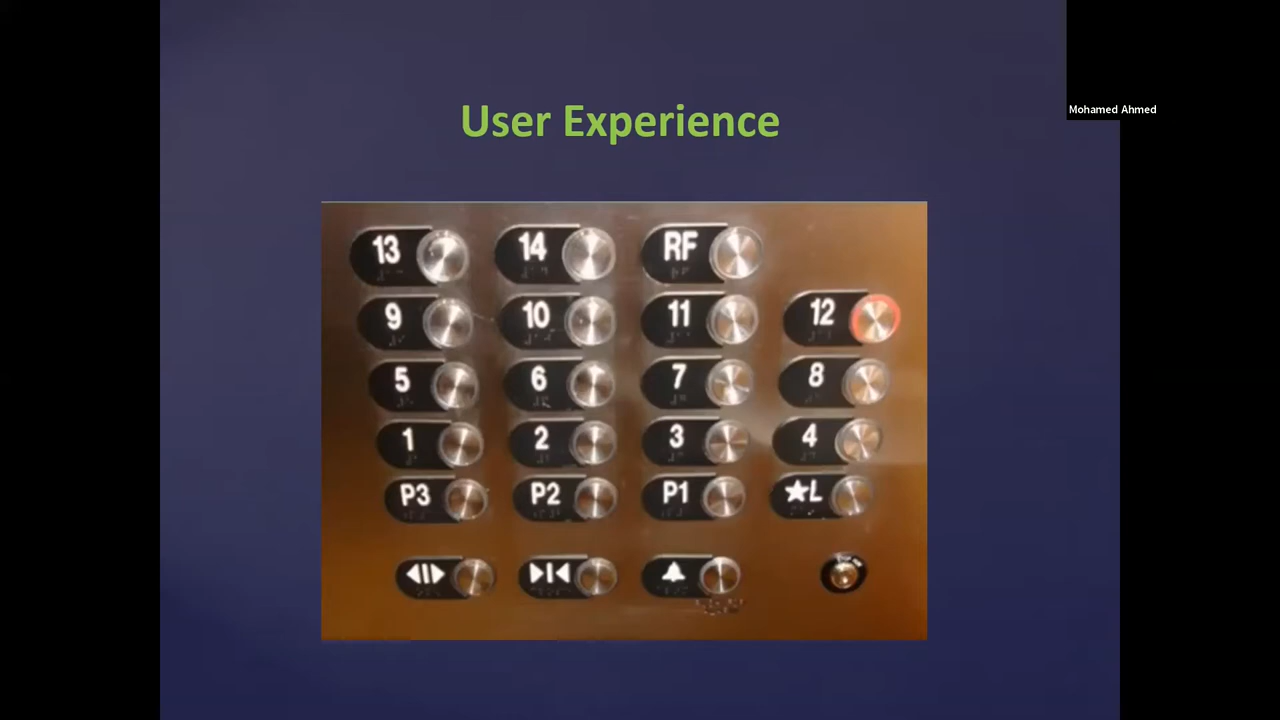 User Experience
Mohamed Ahmed
13 14 RF
9 10 11 12
5 6 7 8
1 2 3 4
P3 P2 P1 ★L